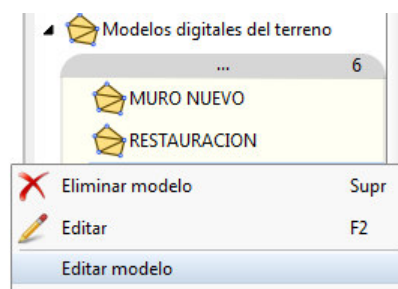 Modelos digitales del terreno
... 6
MURO NUEVO
RESTAURACION
Eliminar modelo Supr
Editar F2
Editar modelo